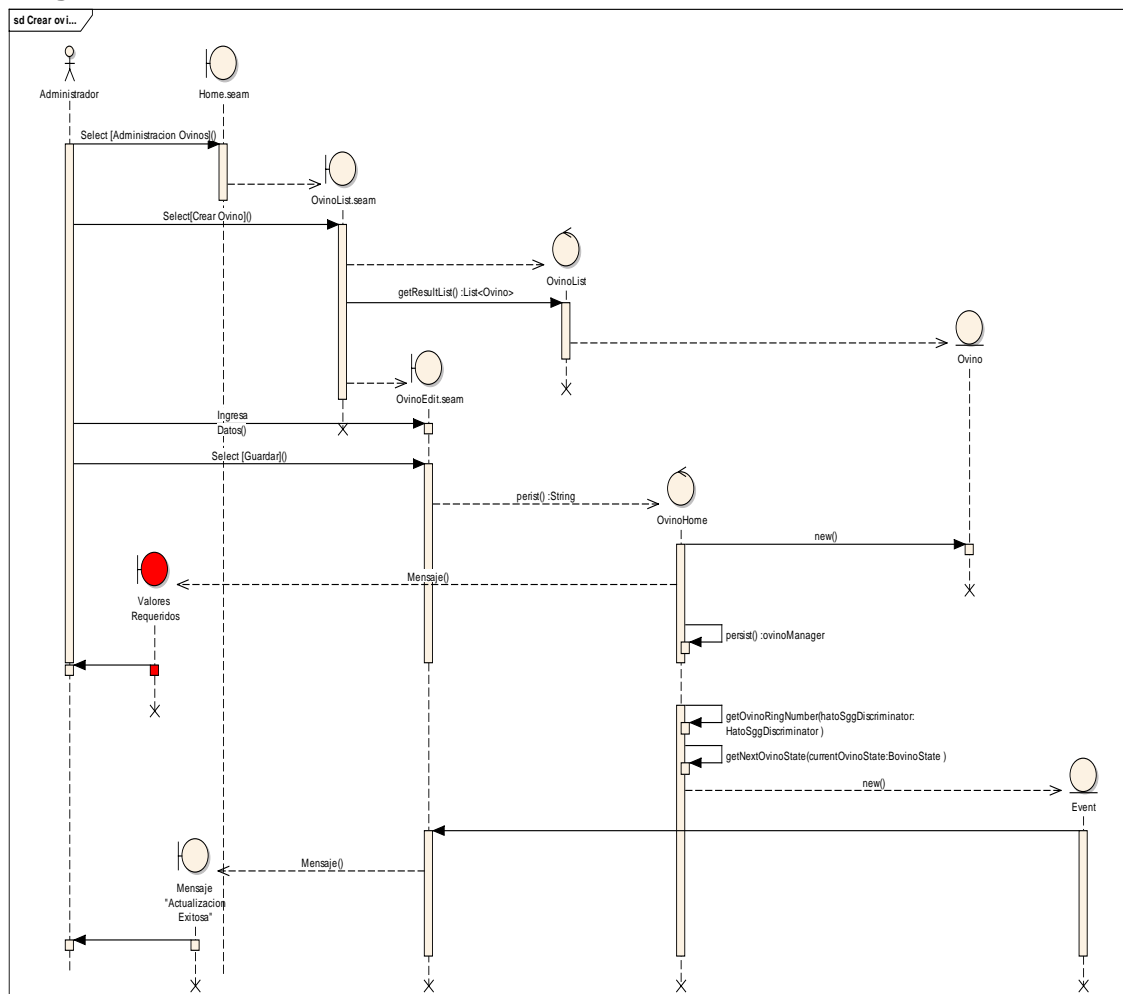 sd Crear ovi...
Administrador
Home.seam
Select [Administracion Ovinos]()
OvinoList.seam
Select[Crear Ovino]()
OvinoList
getResultList() :List<Ovino>
Ovino
OvinoEdit.seam
Ingresa
Datos()
Select [Guardar]()
perist() :String
OvinoHome
new()
Mensaje()
Valores
Requeridos
persist() :ovinoManager
getOvinoRingNumber(hatoSggDiscriminator:
HatoSggDiscriminator )
getNextOvinoState(currentOvinoState:BovinoState )
new()
Event
Mensaje()
Mensaje
"Actualizacion
Exitosa"